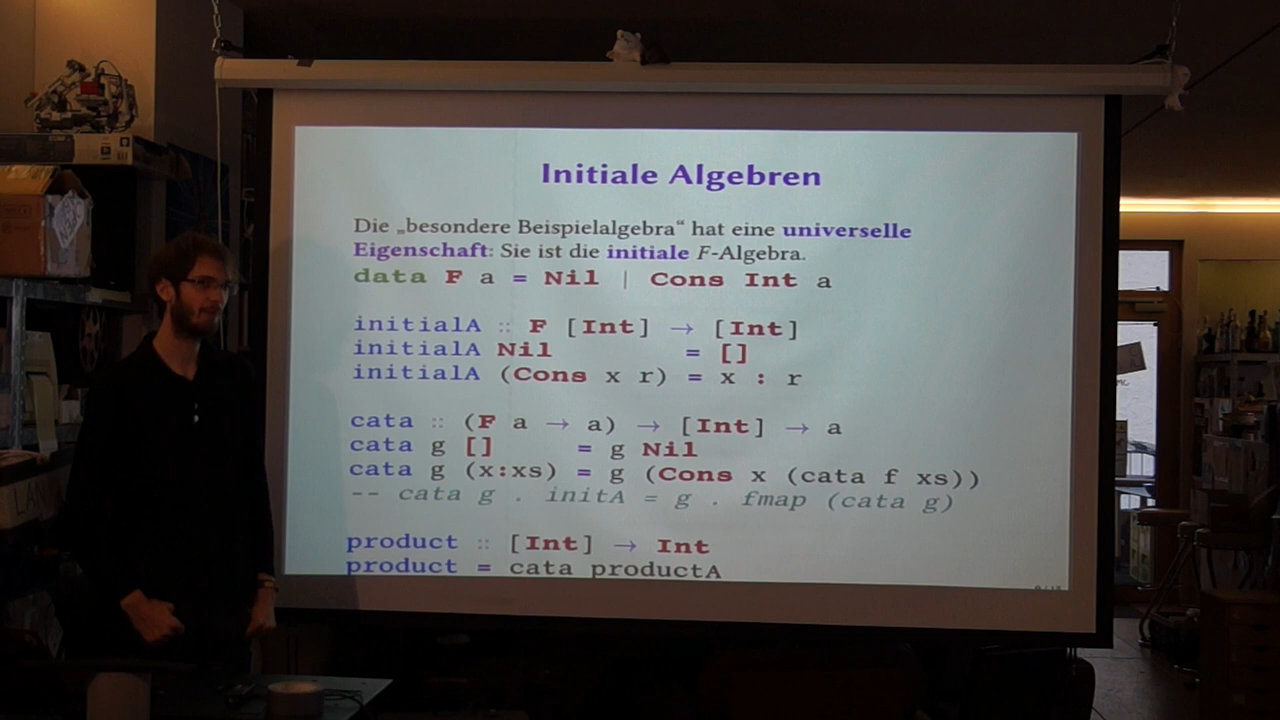 Initiale Algebren
Die „besondere Beispielalgebra“ hat eine universelle
Eigenschaft: Sie ist die initiale F-Algebra.
data F a = Nil | Cons Int a
initialA :: F [Int] → [Int]
initialA Nil = []
initialA (Cons x r) = x : r
cata :: (F a → a) → [Int] → a
cata g [] = g Nil
cata g (x:xs) = g (Cons x (cata f xs))
-- cata g . initA = g . fmap (cata g)
product :: [Int] → Int
product = cata productA
LAN